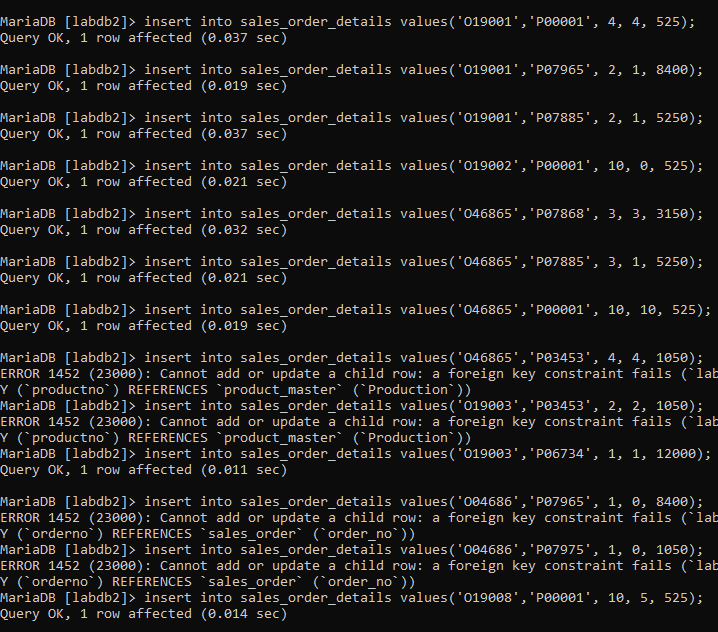 MariaDB [labdb2]> insert into sales_order_details values('O19001','P00001', 4, 4, 525);
Query OK, 1 row affected (0.037 sec)
MariaDB [labdb2]> insert into sales_order_details values('O19001','P07965', 2, 1, 8400);
Query OK, 1 row affected (0.019 sec)
MariaDB [labdb2]> insert into sales_order_details values('O19001','P07885', 2, 1, 5250);
Query OK, 1 row affected (0.037 sec)
MariaDB [labdb2]> insert into sales_order_details values('O19002','P00001', 10, 0, 525);
Query OK, 1 row affected (0.021 sec)
MariaDB [labdb2]> insert into sales_order_details values('O46865','P07868', 3, 3, 3150);
Query OK, 1 row affected (0.032 sec)
MariaDB [labdb2]> insert into sales_order_details values('O46865','P07885', 3, 1, 5250);
Query OK, 1 row affected (0.021 sec)
MariaDB [labdb2]> insert into sales_order_details values('O46865','P00001', 10, 10, 525);
Query OK, 1 row affected (0.019 sec)
MariaDB [labdb2]> insert into sales_order_details values('O46865','P03453', 4, 4, 1050);
ERROR 1452 (23000): Cannot add or update a child row: a foreign key constraint fails (`lab
Y (`productno`) REFERENCES `product_master` (`Production`))
MariaDB [labdb2]> insert into sales_order_details values('O19003','P03453', 2, 2, 1050);
ERROR 1452 (23000): Cannot add or update a child row: a foreign key constraint fails (`lab
Y (`productno`) REFERENCES `product_master` (`Production`))
MariaDB [labdb2]> insert into sales_order_details values('O19003','P06734', 1, 1, 12000);
Query OK, 1 row affected (0.011 sec)
MariaDB [labdb2]> insert into sales_order_details values('O04686','P07965', 1, 0, 8400);
ERROR 1452 (23000): Cannot add or update a child row: a foreign key constraint fails (`lab
Y (`orderno`) REFERENCES `sales_order` (`order_no`))
MariaDB [labdb2]> insert into sales_order_details values('O04686','P07975', 1, 0, 1050);
ERROR 1452 (23000): Cannot add or update a child row: a foreign key constraint fails (`lab
Y (`orderno`) REFERENCES `sales_order` (`order_no`))
MariaDB [labdb2]> insert into sales_order_details values('O19008','P00001', 10, 5, 525);
Query OK, 1 row affected (0.014 sec)